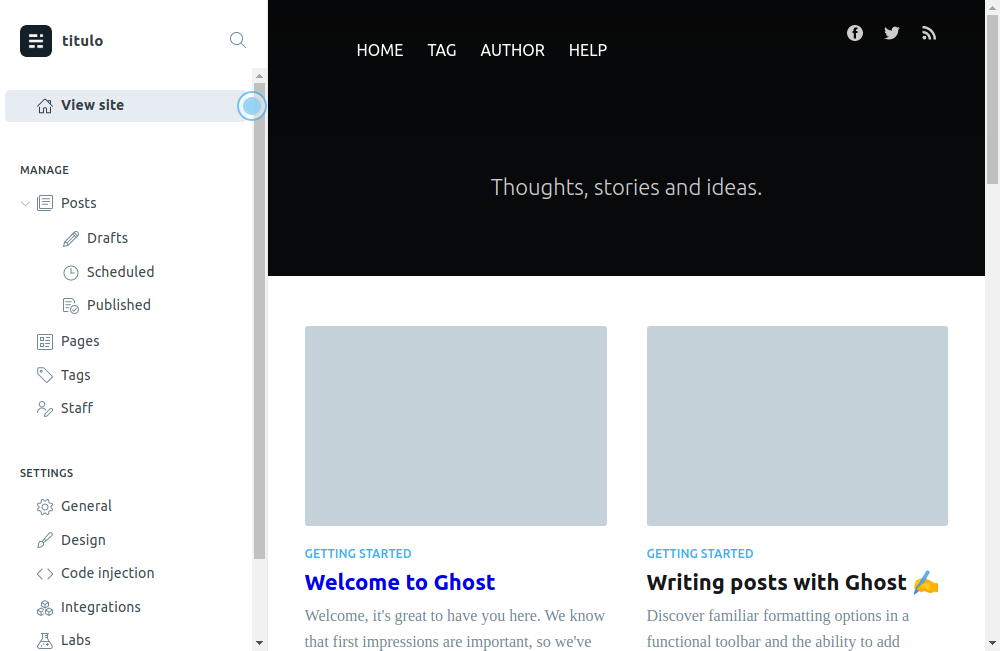 titulo
View site
MANAGE
Posts
Drafts
Scheduled
Published
Pages
Tags
Staff
SETTINGS
General
Design
Code injection
Integrations
Labs
HOME TAG AUTHOR HELP
Thoughts, stories and ideas.
GETTING STARTED
Welcome to Ghost
Welcome, it's great to have you here. We know
that first impressions are important, so we've
GETTING STARTED
Writing posts with Ghost ✍️
Discover familiar formatting options in a
functional toolbar and the ability to add